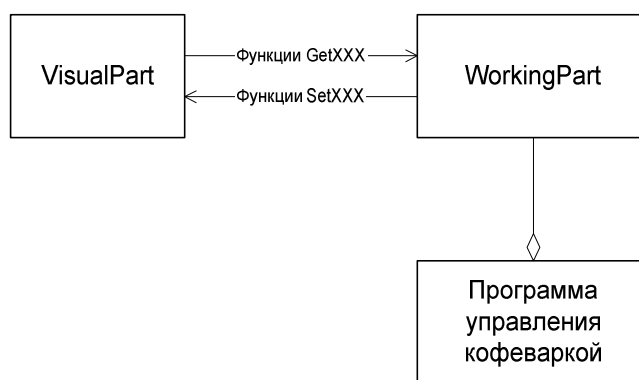 VisualPart
Функции GetXXX
WorkingPart
Функции SetXXX
Программа
управления
кофеваркой